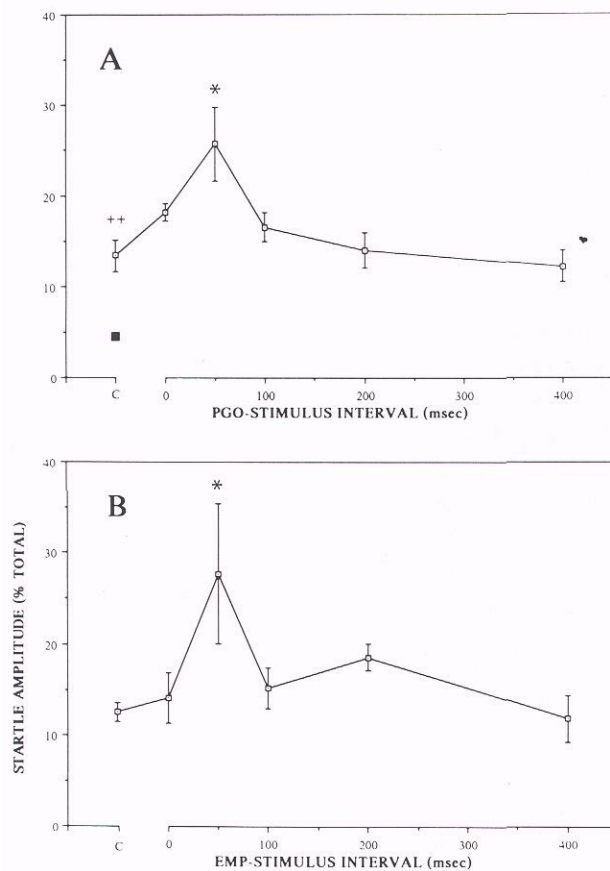 40
A
*
30
20
++
10
0
C 0 100 200 300 400
PGO-STIMULUS INTERVAL (msec)
STARTLE AMPLITUDE (% TOTAL)
40
B
*
30
20
10
0
C 0 100 200 300 400
EMP-STIMULUS INTERVAL (msec)